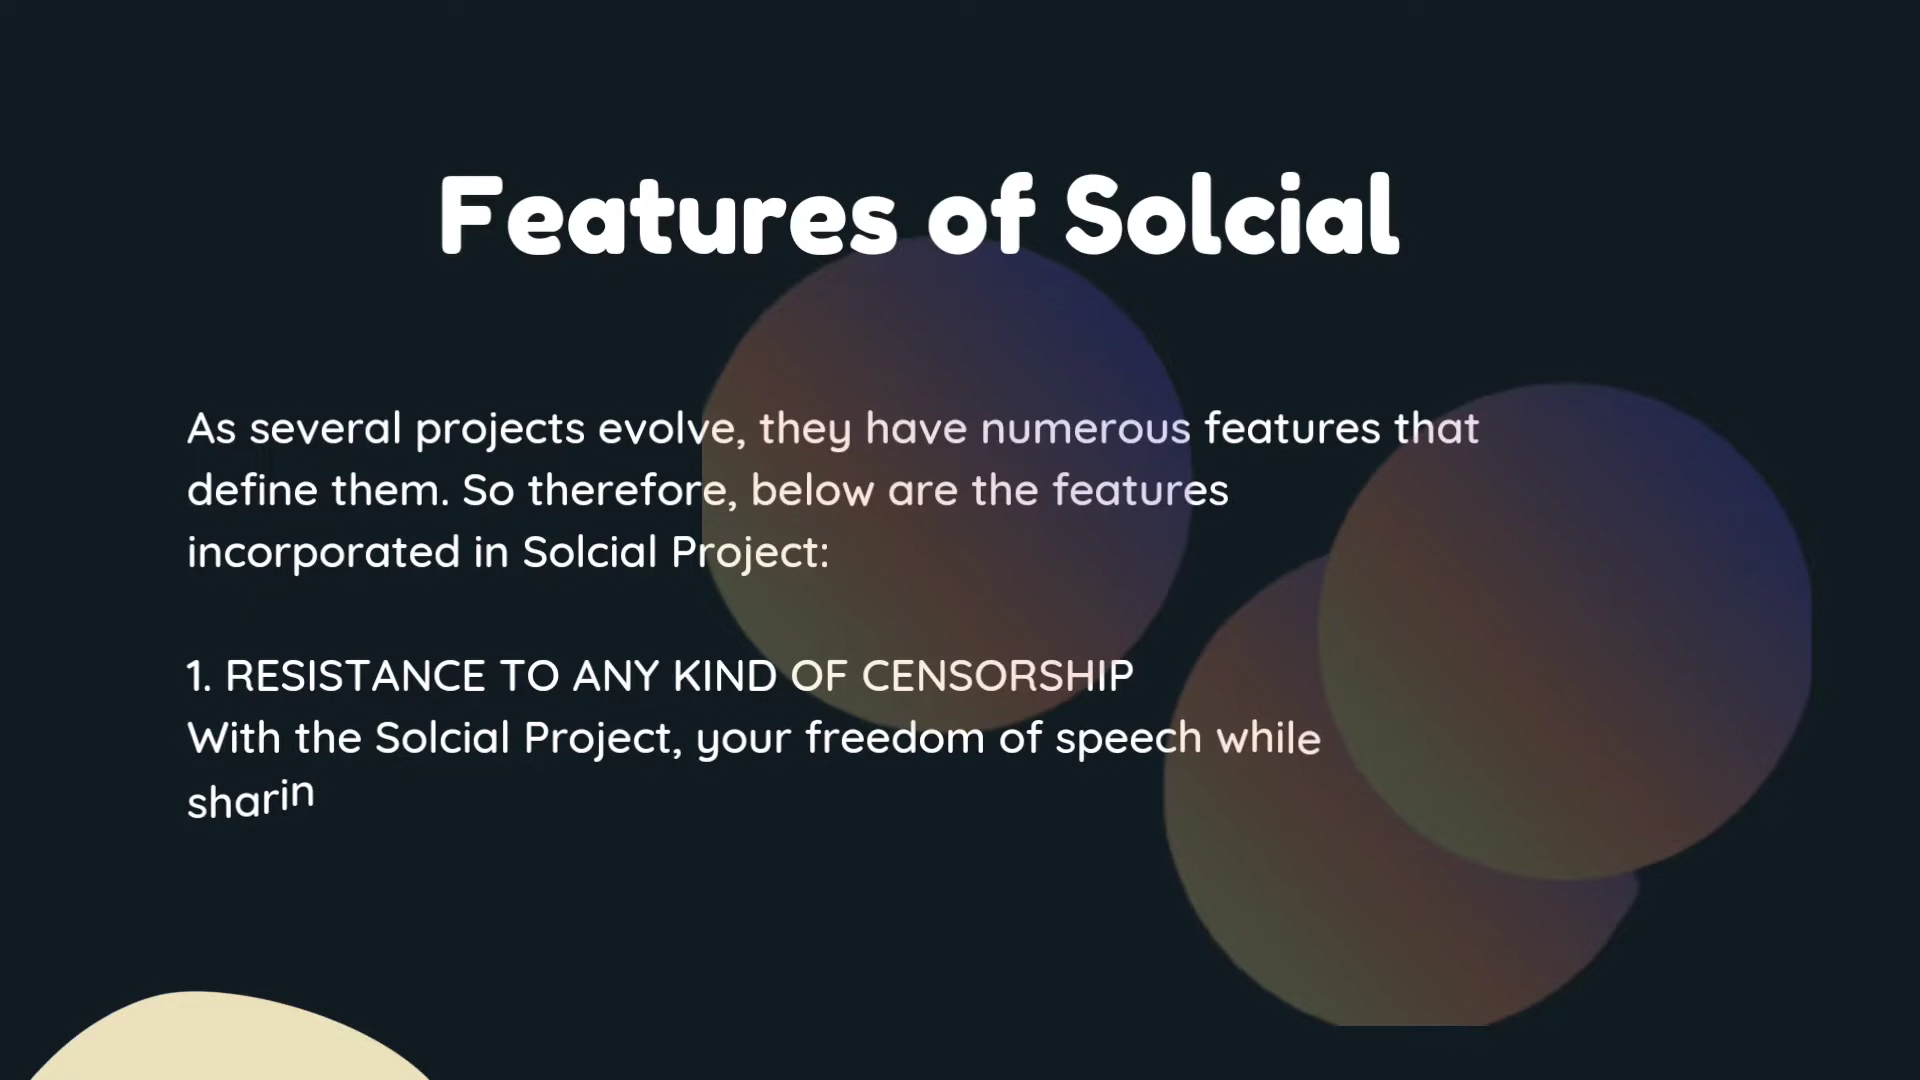 Features of Solcial
As several projects evolve, they have numerous features that
define them. So therefore, below are the features
incorporated in Solcial Project:
1. RESISTANCE TO ANY KIND OF CENSORSHIP
With the Solcial Project, your freedom of speech while
sharin